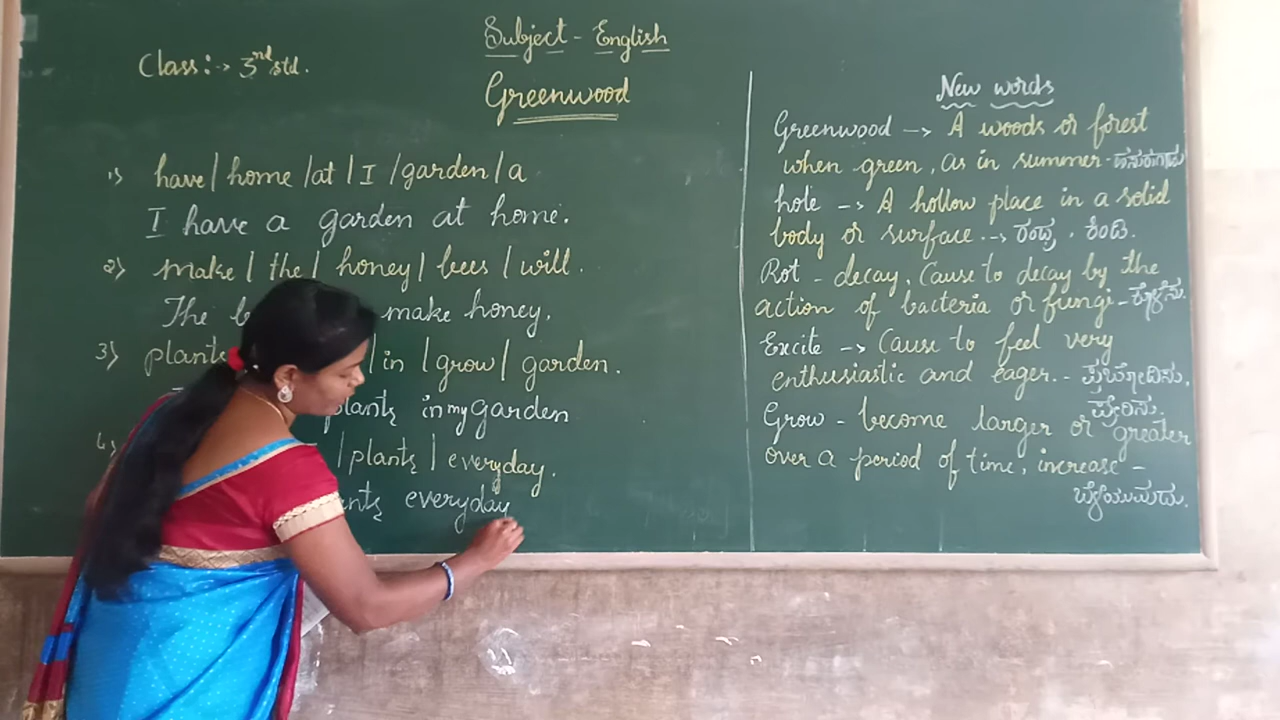 Subject - English
Class :-> 3nd std.
Greenwood
1) have / home / at / I / garden / a
I have a garden at home.
2) make / the / honey / bees / will.
The make honey.
3) plants / in / grow / garden.
plants in my garden
4) / plants / everyday.
everyday
New words
Greenwood --> A woods or forest
when green, as in summer - ಹಸುರುಗಾಡು
hole --> A hollow place in a solid
body or surface. --> ರಂಧ್ರ, ಕಿಂಡಿ.
Rot - decay, Cause to decay by the
action of bacteria or fungi - ಕೊಳೆಸು.
Excite --> Cause to feel very
enthusiastic and eager. - ಪ್ರಚೋದಿಸು,
ಪ್ರೇರಿಸು.
Grow - become larger or greater
over a period of time, increase -
ಬೆಳೆಯುವುದು.